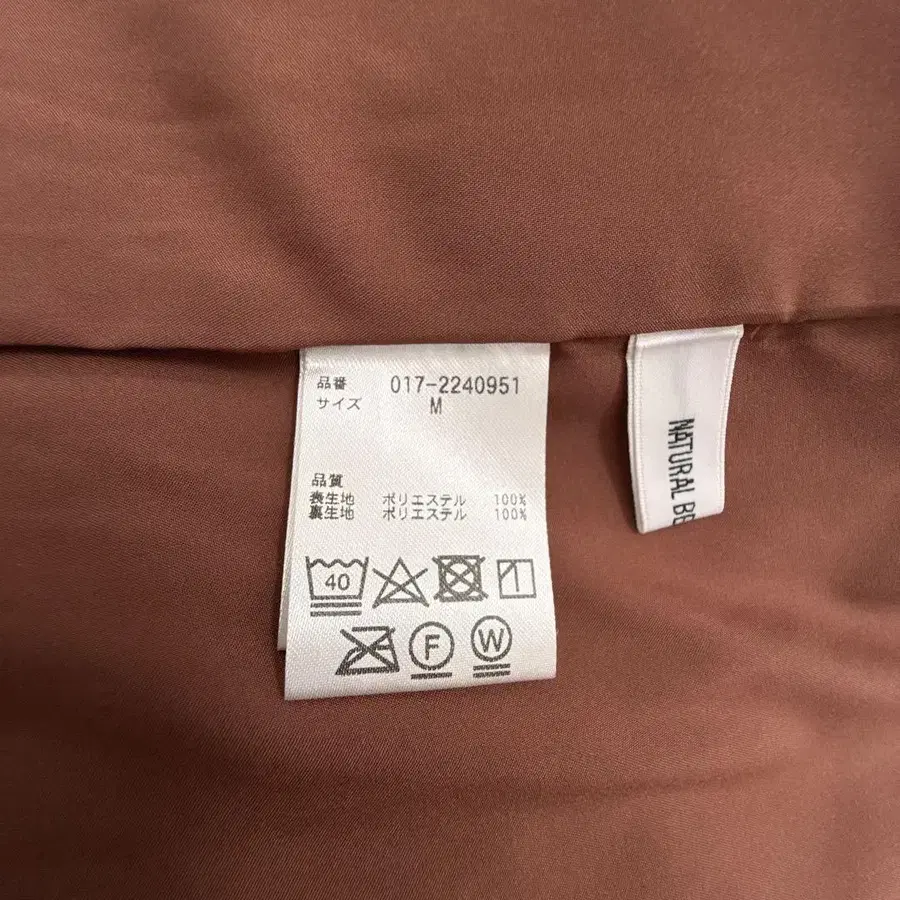 品番 017-2240951
サイズ M
品質
表生地 ポリエステル 100%
裏生地 ポリエステル 100%
40
F
W
NATURAL BE